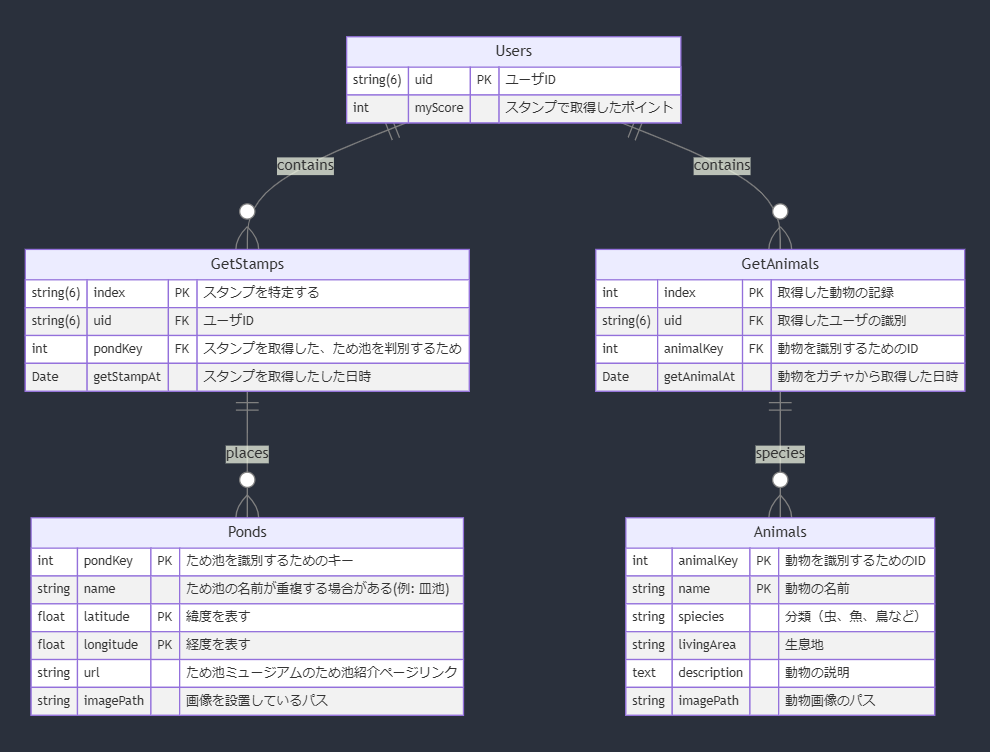 Users
string(6) uid PK ユーザID
int myScore スタンプで取得したポイント
contains
contains
GetStamps
string(6) index PK スタンプを特定する
string(6) uid FK ユーザID
int pondKey FK スタンプを取得した、ため池を判別するため
Date getStampAt スタンプを取得したした日時
GetAnimals
int index PK 取得した動物の記録
string(6) uid FK 取得したユーザの識別
int animalKey FK 動物を識別するためのID
Date getAnimalAt 動物をガチャから取得した日時
places
species
Ponds
int pondKey PK ため池を識別するためのキー
string name ため池の名前が重複する場合がある(例: 皿池)
float latitude PK 緯度を表す
float longitude PK 経度を表す
string url ため池ミュージアムのため池紹介ページリンク
string imagePath 画像を設置しているパス
Animals
int animalKey PK 動物を識別するためのID
string name PK 動物の名前
string spiecies 分類（虫、魚、鳥など）
string livingArea 生息地
text description 動物の説明
string imagePath 動物画像のパス